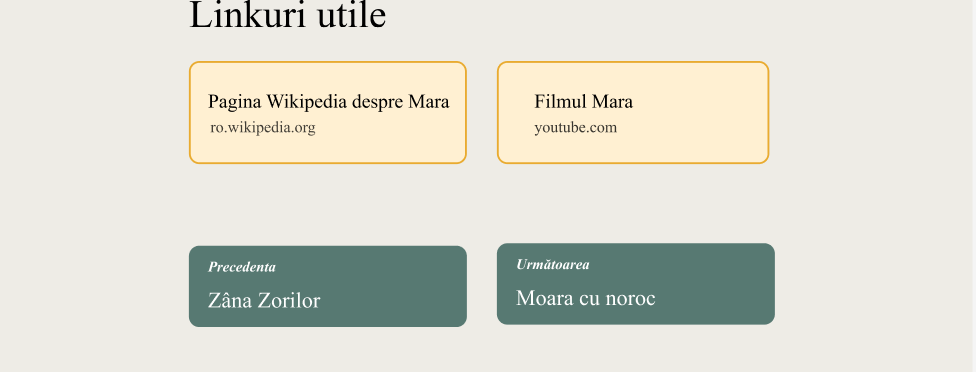 Linkuri utile
Pagina Wikipedia despre Mara
ro.wikipedia.org
Filmul Mara
youtube.com
Precedenta
Zâna Zorilor
Următoarea
Moara cu noroc